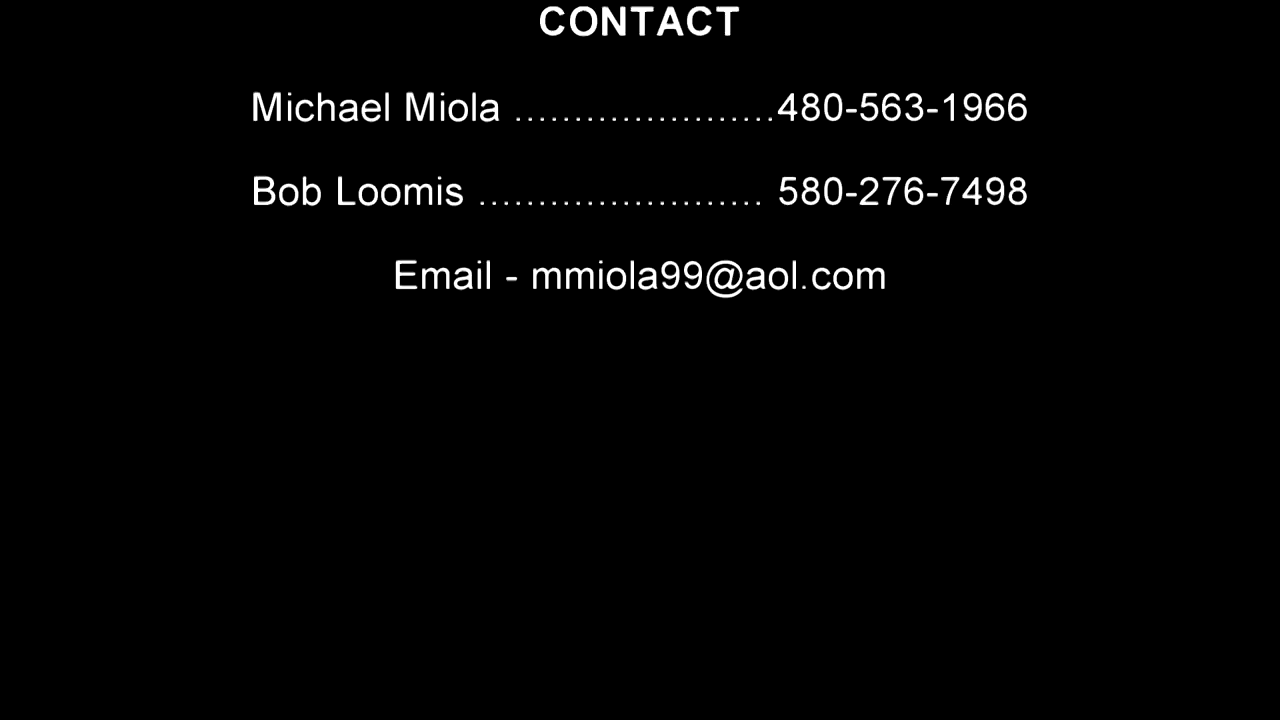 CONTACT
Michael Miola ......................480-563-1966
Bob Loomis ........................ 580-276-7498
Email - mmiola99@aol.com